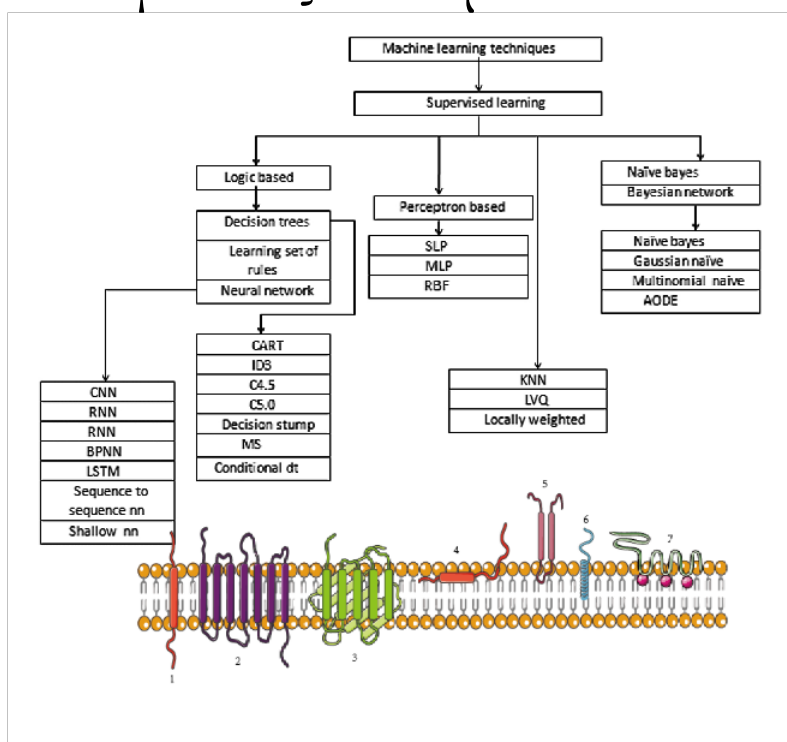 Machine learning techniques
Supervised learning
Logic based
Decision trees
Learning set of
rules
Neural network
Perceptron based
SLP
MLP
RBF
Naïve bayes
Bayesian network
Naïve bayes
Gaussian naïve
Multinomial naïve
AODE
CART
ID3
C4.5
C5.0
Decision stump
MS
Conditional dt
KNN
LVQ
Locally weighted
CNN
RNN
RNN
BPNN
LSTM
Sequence to
sequence nn
Shallow nn
1
2
3
4
5
6
7